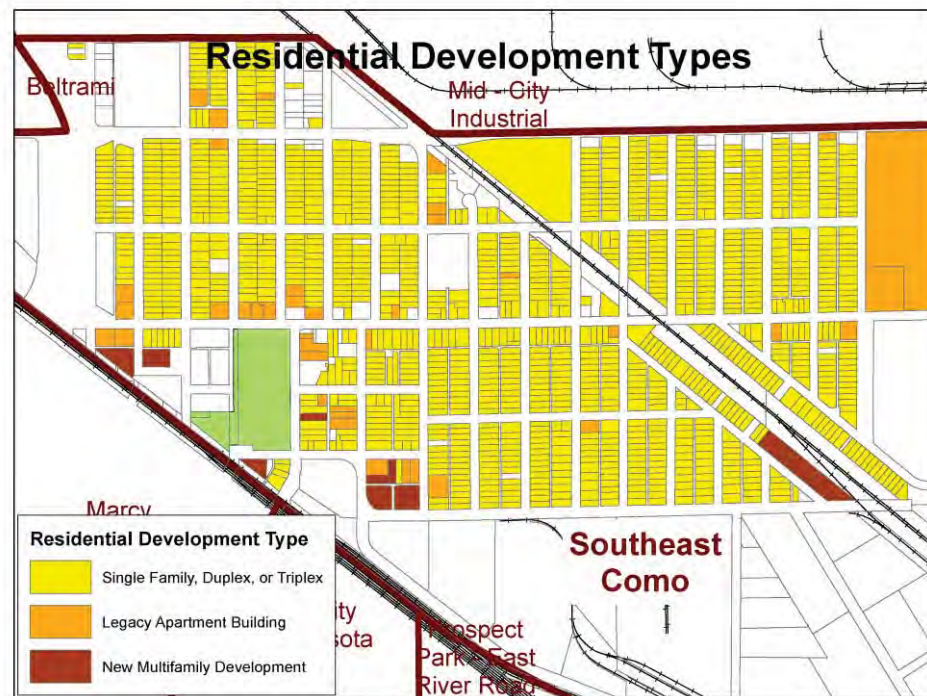 Residential Development Types
Beltrami
Mid - City
Industrial
Marcy
Southeast
Como
Park - East
River Road
Residential Development Type
Single Family, Duplex, or Triplex
Legacy Apartment Building
New Multifamily Development